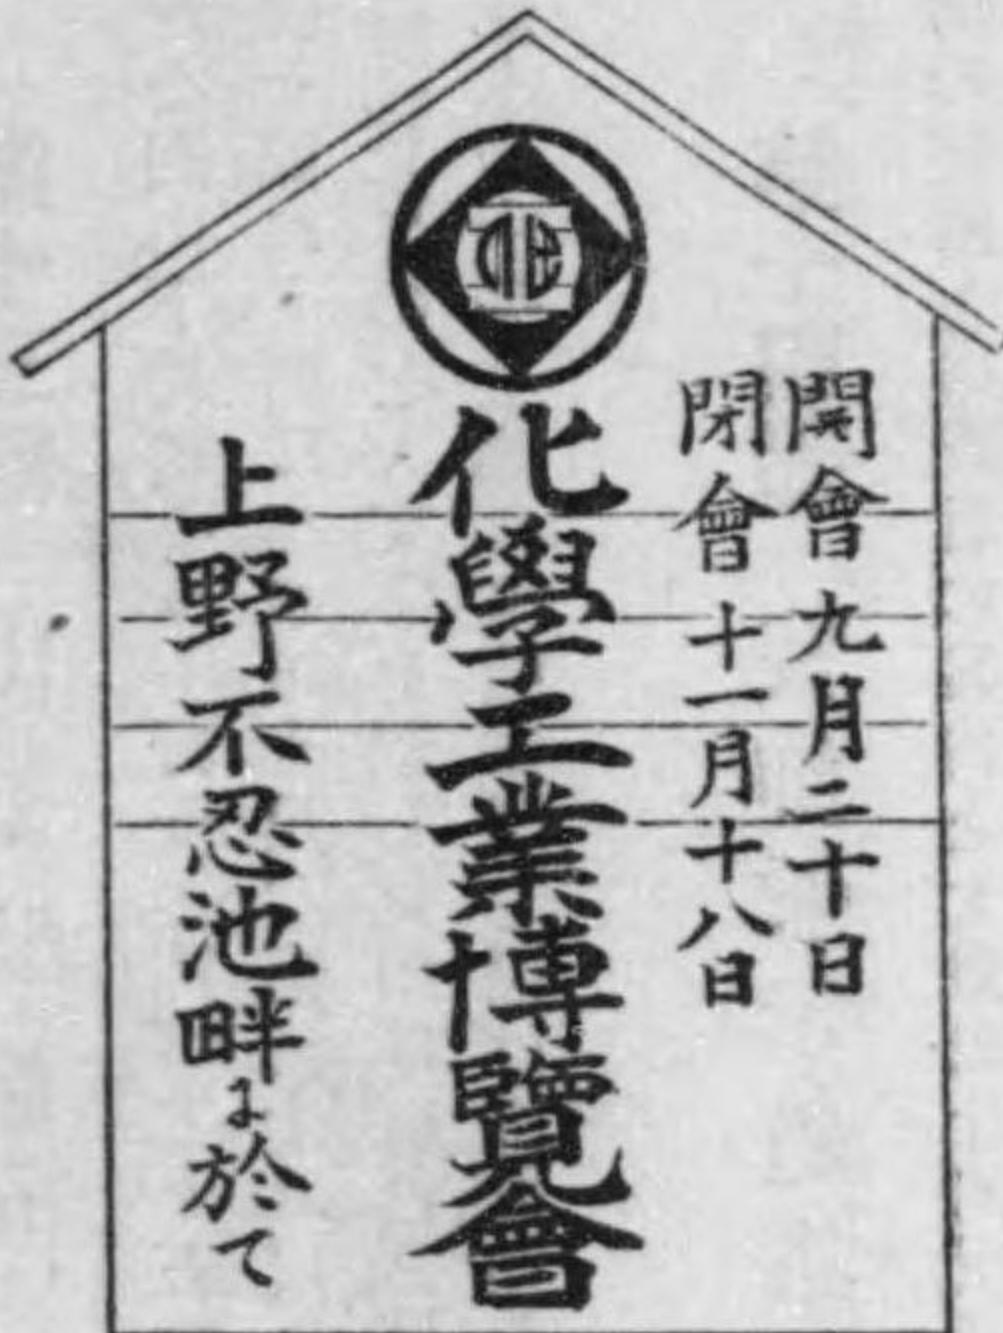 開會九月二十日
閉會十一月十八日
化學工業博覽會
上野不忍池畔に於て